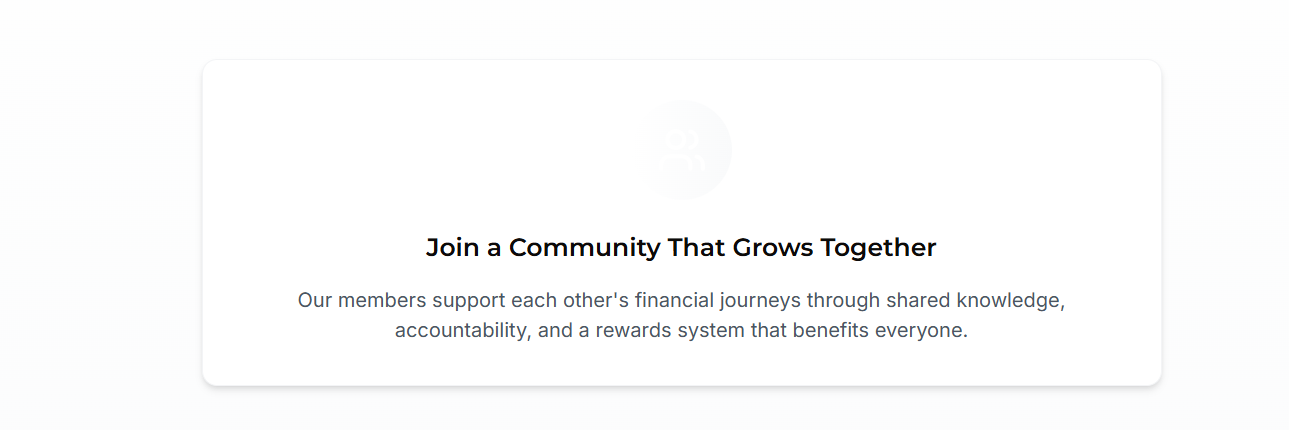 Join a Community That Grows Together
Our members support each other's financial journeys through shared knowledge,
accountability, and a rewards system that benefits everyone.